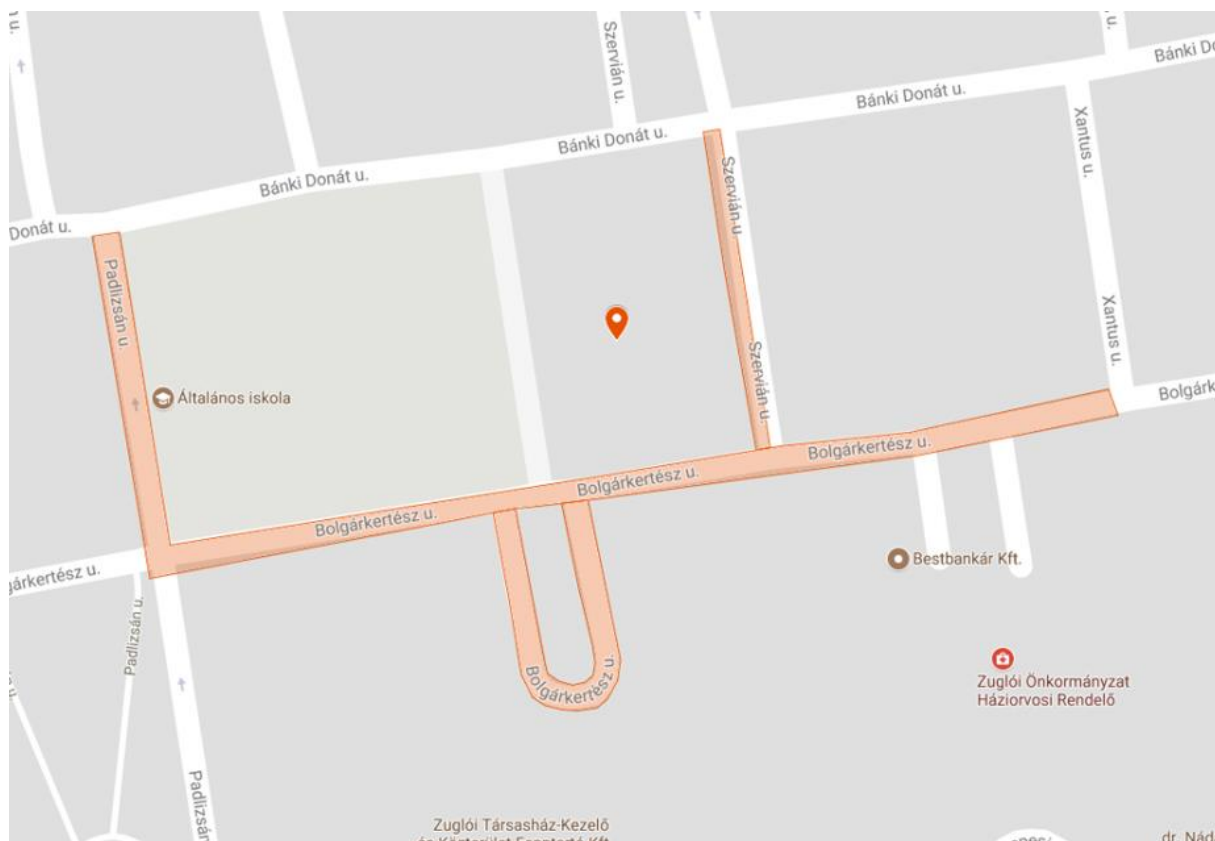 u.
Szervián u.
u.
Bánki Do
Bánki Donát u.
Bánki Donát u.
Xantus u.
Bánki Donát u.
Szervián u.
Donát u.
Padlizsán u.
Xantus u.
Általános iskola
Szervián u.
Bolgárk
Bolgárkertész u.
Bolgárkertész u.
Bolgárkertész u.
gárkertész u.
Bestbankár Kft.
Padlizsán u.
u.
Bolgárkertész u.
Zuglói Önkormányzat
Háziorvosi Rendelő
Padlizsán
Zuglói Társasház-Kezelő
dr. Nád